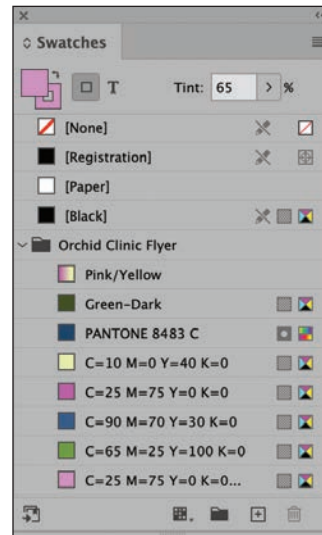 Swatches
T Tint: 65 > %
[None]
[Registration]
[Paper]
[Black]
Orchid Clinic Flyer
Pink/Yellow
Green-Dark
PANTONE 8483 C
C=10 M=0 Y=40 K=0
C=25 M=75 Y=0 K=0
C=90 M=70 Y=30 K=0
C=65 M=25 Y=100 K=0
C=25 M=75 Y=0 K=0...